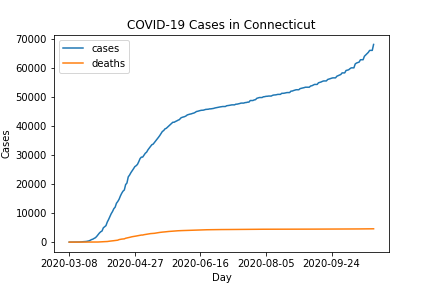 COVID-19 Cases in Connecticut
cases
deaths
70000
60000
50000
40000
30000
20000
10000
0
Cases
2020-03-08 2020-04-27 2020-06-16 2020-08-05 2020-09-24
Day